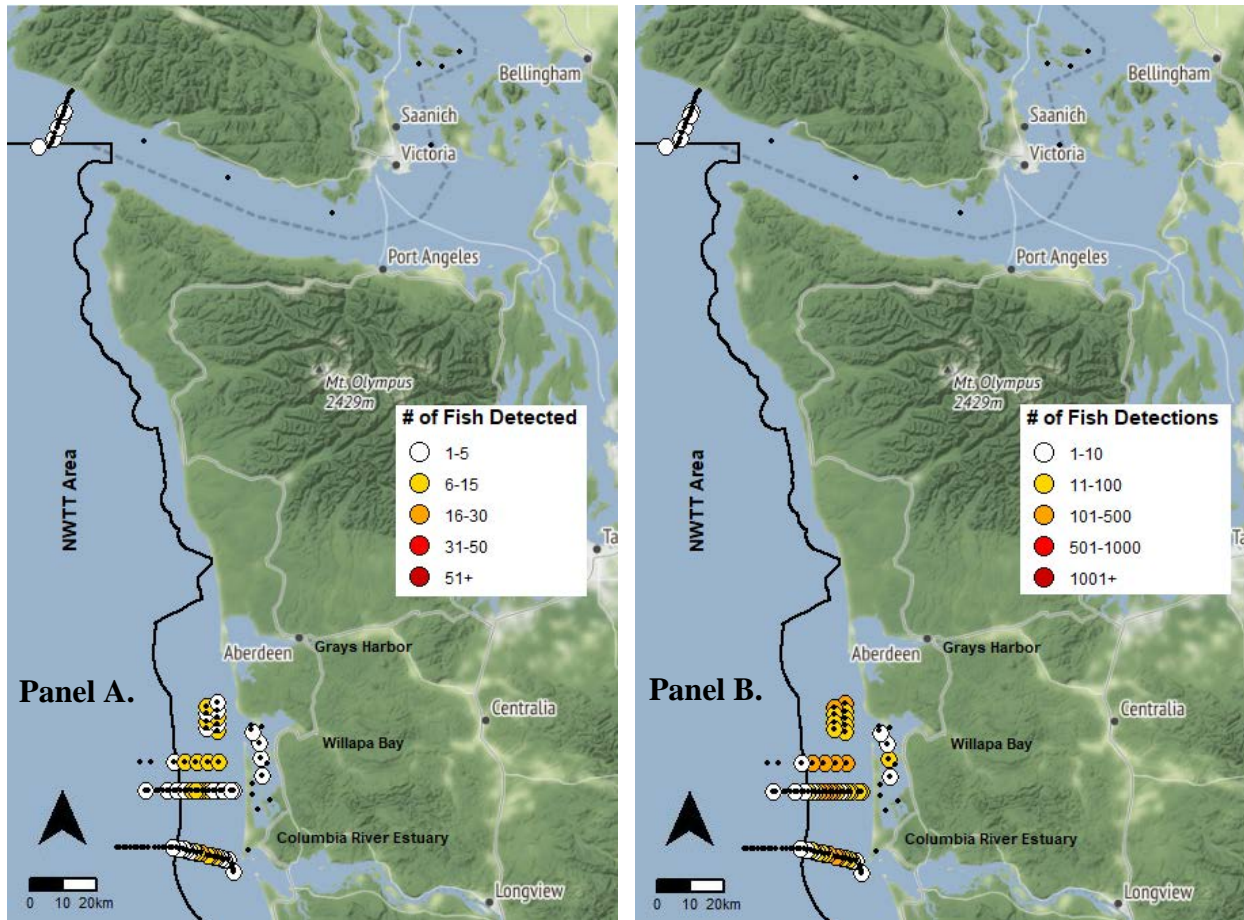 Bellingham
Saanich
Victoria
Port Angeles
Mt. Olympus
2429m
# of Fish Detected
1-5
6-15
16-30
31-50
51+
NWTT Area
Ta
Aberdeen
Grays Harbor
Panel A.
Centralia
Willapa Bay
Columbia River Estuary
Longview
0 10 20km
Bellingham
Saanich
Victoria
Port Angeles
Mt. Olympus
2429m
# of Fish Detections
1-10
11-100
101-500
501-1000
1001+
NWTT Area
Ta
Aberdeen
Grays Harbor
Panel B.
Centralia
Willapa Bay
Columbia River Estuary
Longview
0 10 20km